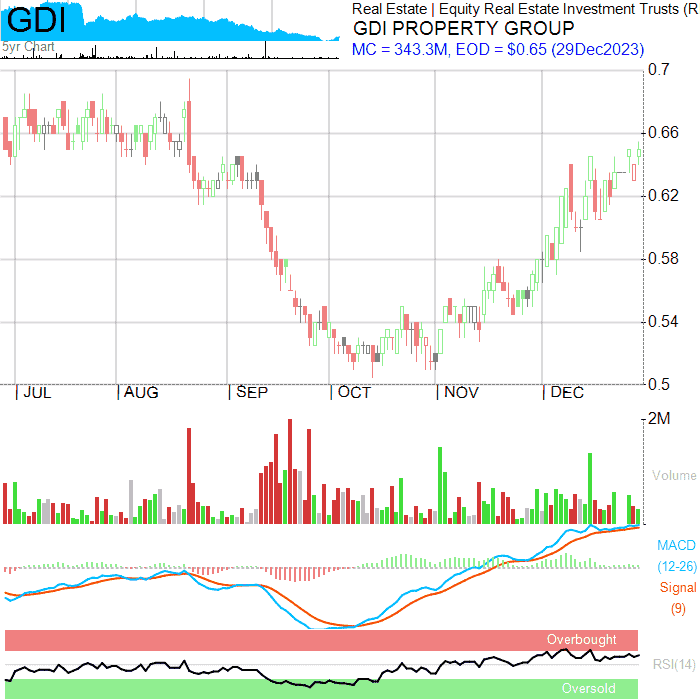 GDI
5yr Chart
Real Estate | Equity Real Estate Investment Trusts (R
GDI PROPERTY GROUP
MC = 343.3M, EOD = $0.65 (29Dec2023)
0.7
0.66
0.62
0.58
0.54
0.5
JUL AUG SEP OCT NOV DEC
2M
Volume
MACD
(12-26)
Signal
(9)
Overbought
RSI(14)
Oversold